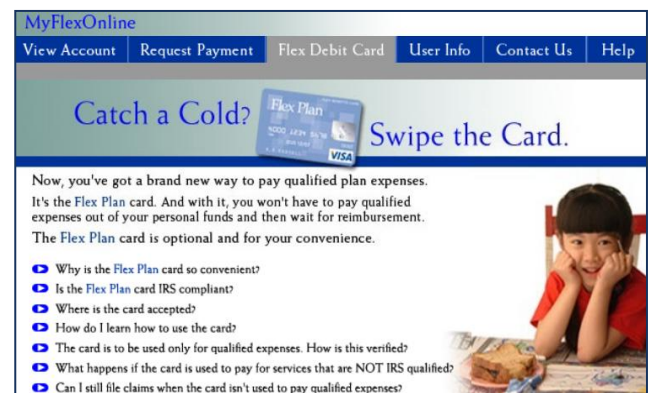 MyFlexOnline
View Account Request Payment Flex Debit Card User Info Contact Us Help
Catch a Cold?
Flex Plan
VISA
Swipe the Card.
Now, you've got a brand new way to pay qualified plan expenses.
It's the Flex Plan card. And with it, you won't have to pay qualified
expenses out of your personal funds and then wait for reimbursement.
The Flex Plan card is optional and for your convenience.
Why is the Flex Plan card so convenient?
Is the Flex Plan card IRS compliant?
Where is the card accepted?
How do I learn how to use the card?
The card is to be used only for qualified expenses. How is this verified?
What happens if the card is used to pay for services that are NOT IRS qualified?
Can I still file claims when the card isn't used to pay qualified expenses?